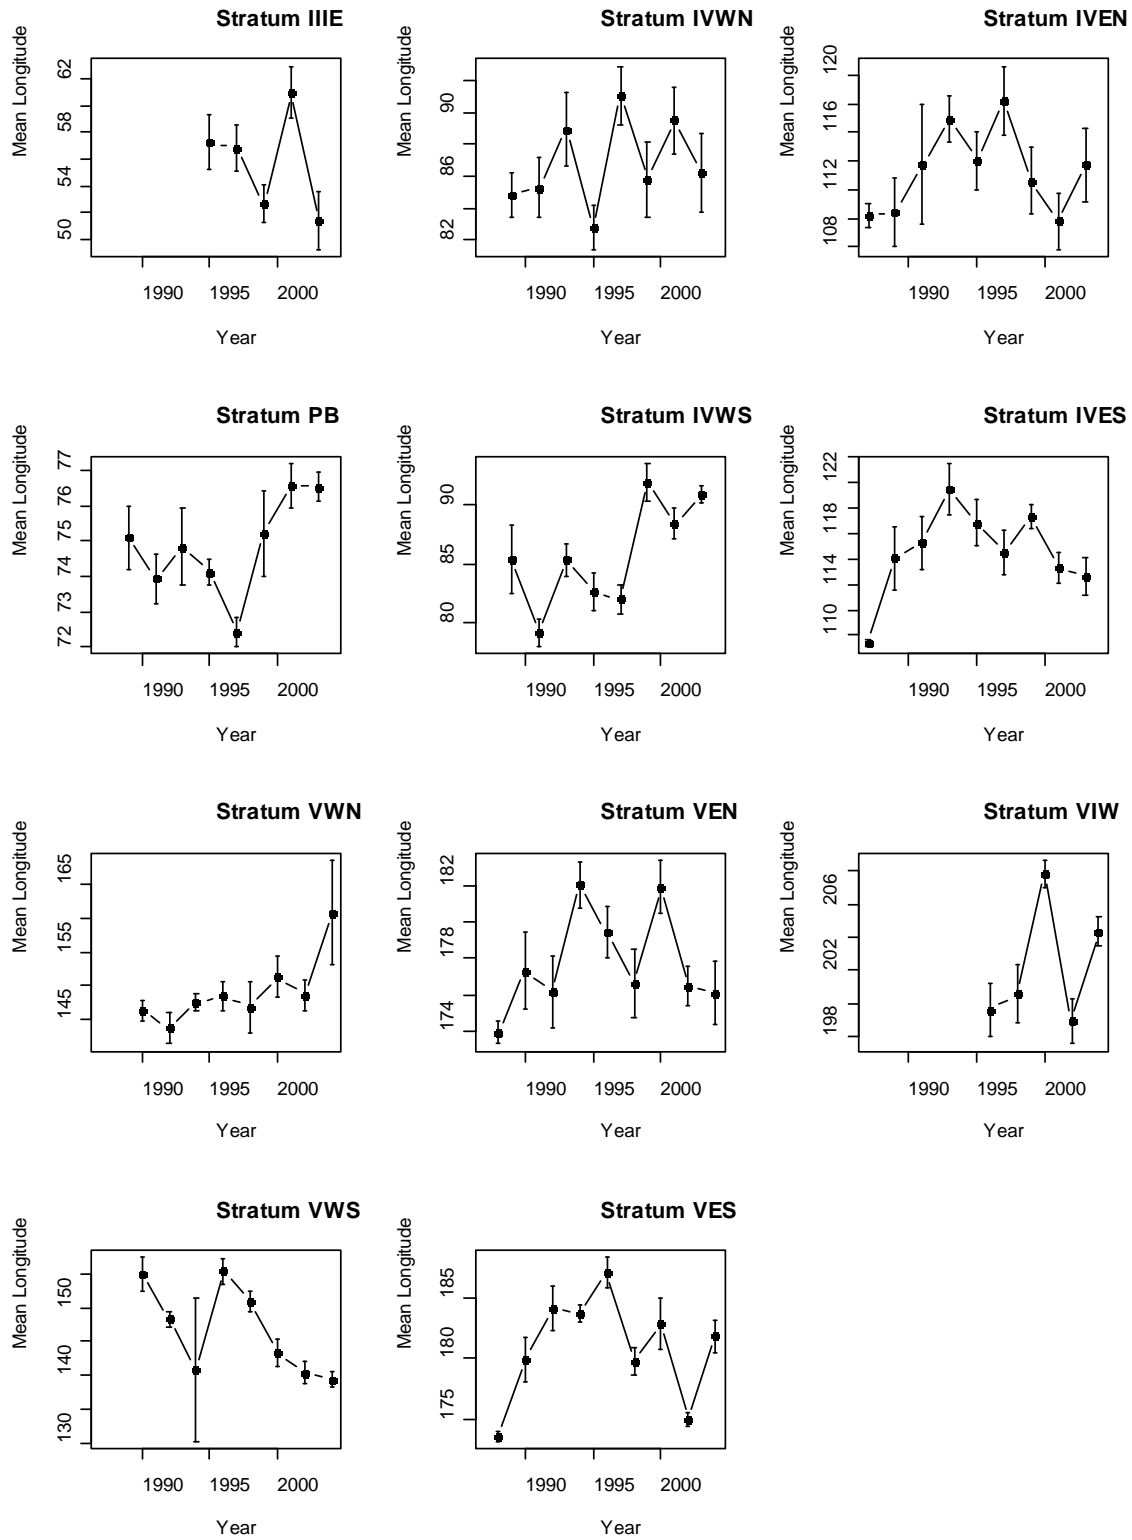 Stratum IIIE
Mean Longitude
62
58
54
50
1990 1995 2000
Year
Stratum IVWN
Mean Longitude
90
86
82
1990 1995 2000
Year
Stratum IVEN
Mean Longitude
120
116
112
108
1990 1995 2000
Year
Stratum PB
Mean Longitude
77
76
75
74
73
72
1990 1995 2000
Year
Stratum IVWS
Mean Longitude
90
85
80
1990 1995 2000
Year
Stratum IVES
Mean Longitude
122
118
114
110
1990 1995 2000
Year
Stratum VWN
Mean Longitude
165
155
145
1990 1995 2000
Year
Stratum VEN
Mean Longitude
182
178
174
1990 1995 2000
Year
Stratum VIW
Mean Longitude
206
202
198
1990 1995 2000
Year
Stratum VWS
Mean Longitude
150
140
130
1990 1995 2000
Year
Stratum VES
Mean Longitude
185
180
175
1990 1995 2000
Year